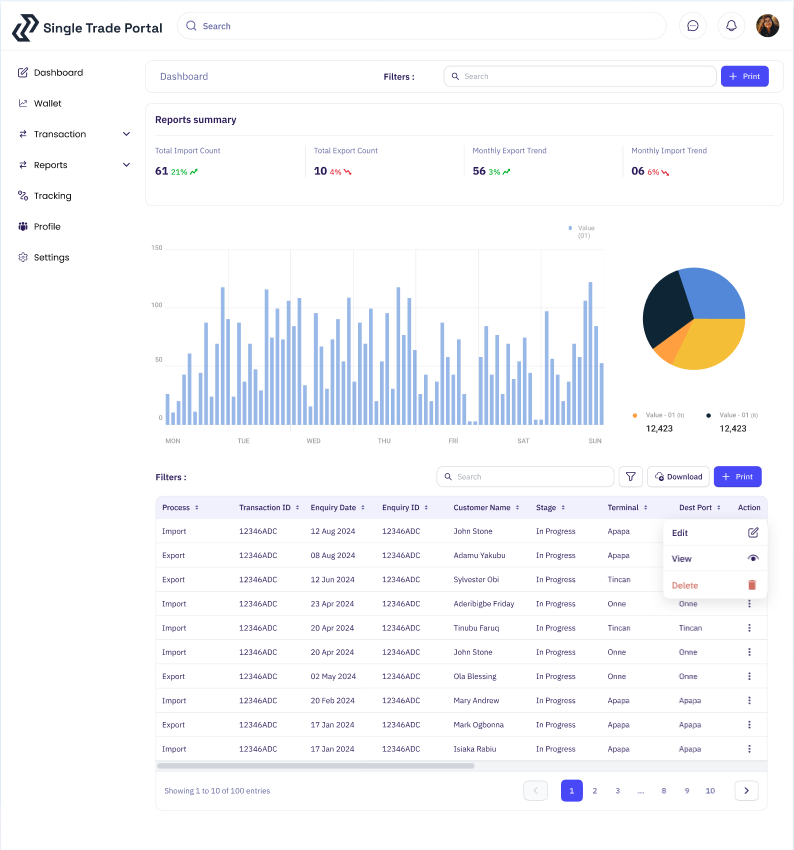 Single Trade Portal
Search
Dashboard
Wallet
Transaction
Reports
Tracking
Profile
Settings
Dashboard
Filters :
Search
+ Print
Reports summary
Total Import Count
61 21%
Total Export Count
10 4%
Monthly Export Trend
56 3%
Monthly Import Trend
06 6%
Value
(01)
150
100
50
0
MON TUE WED THU FRI SAT SUN
Value - 01 (N)
12,423
Value - 01 (R)
12,423
Filters :
Search
Download
+ Print
Process Transaction ID Enquiry Date Enquiry ID Customer Name Stage Terminal Dest Port Action
Import 12346ADC 12 Aug 2024 12346ADC John Stone In Progress Apapa
Export 12346ADC 08 Aug 2024 12346ADC Adamu Yakubu In Progress Apapa
Export 12346ADC 12 Jun 2024 12346ADC Sylvester Obi In Progress Tincan
Edit
View
Delete
Import 12346ADC 23 Apr 2024 12346ADC Aderibigbe Friday In Progress Onne Onne
Import 12346ADC 20 Apr 2024 12346ADC Tinubu Faruq In Progress Tincan Tincan
Import 12346ADC 20 Apr 2024 12346ADC John Stone In Progress Onne Onne
Export 12346ADC 02 May 2024 12346ADC Ola Blessing In Progress Onne Onne
Import 12346ADC 20 Feb 2024 12346ADC Mary Andrew In Progress Apapa Apapa
Export 12346ADC 17 Jan 2024 12346ADC Mark Ogbonna In Progress Apapa Apapa
Import 12346ADC 17 Jan 2024 12346ADC Isiaka Rabiu In Progress Apapa Apapa
Showing 1 to 10 of 100 entries
1 2 3 ... 8 9 10